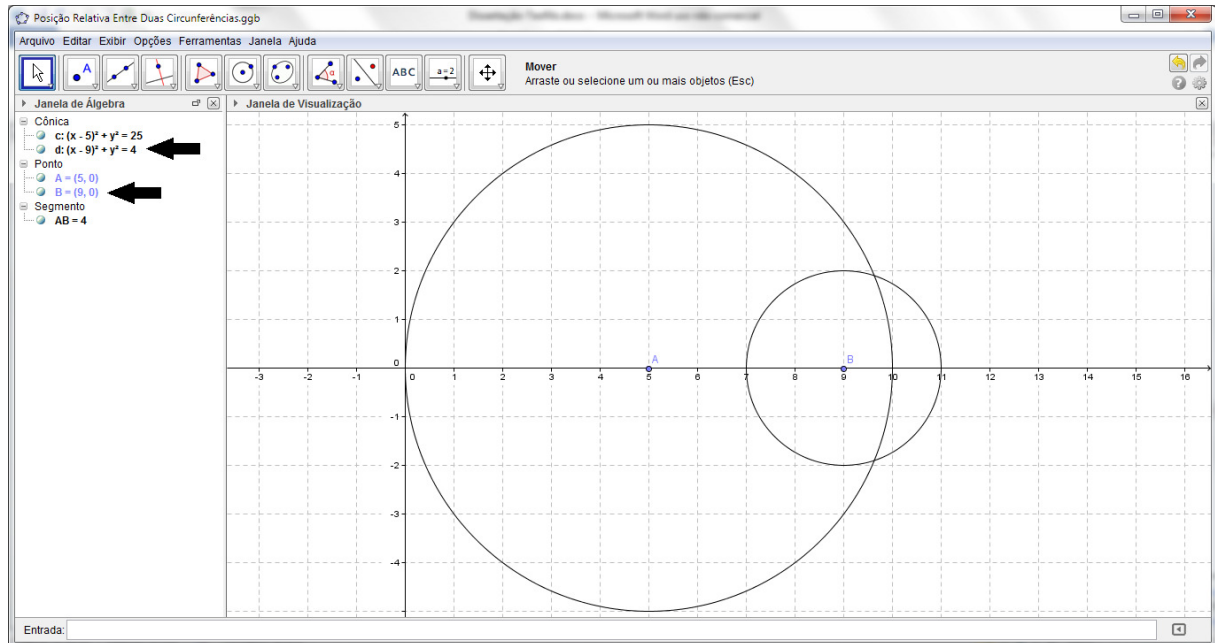 Posição Relativa Entre Duas Circunferências.ggb
Arquivo Editar Exibir Opções Ferramentas Janela Ajuda
A
α
ABC
a=2
Mover
Arraste ou selecione um ou mais objetos (Esc)
Janela de Álgebra
Janela de Visualização
Cônica
c: (x - 5)² + y² = 25
d: (x - 9)² + y² = 4
Ponto
A = (5, 0)
B = (9, 0)
Segmento
AB = 4
5
4
3
2
1
0
-1
-2
-3
-4
-3 -2 -1 0 1 2 3 4 5 6 7 8 9 10 11 12 13 14 15 16
A
B
Entrada: